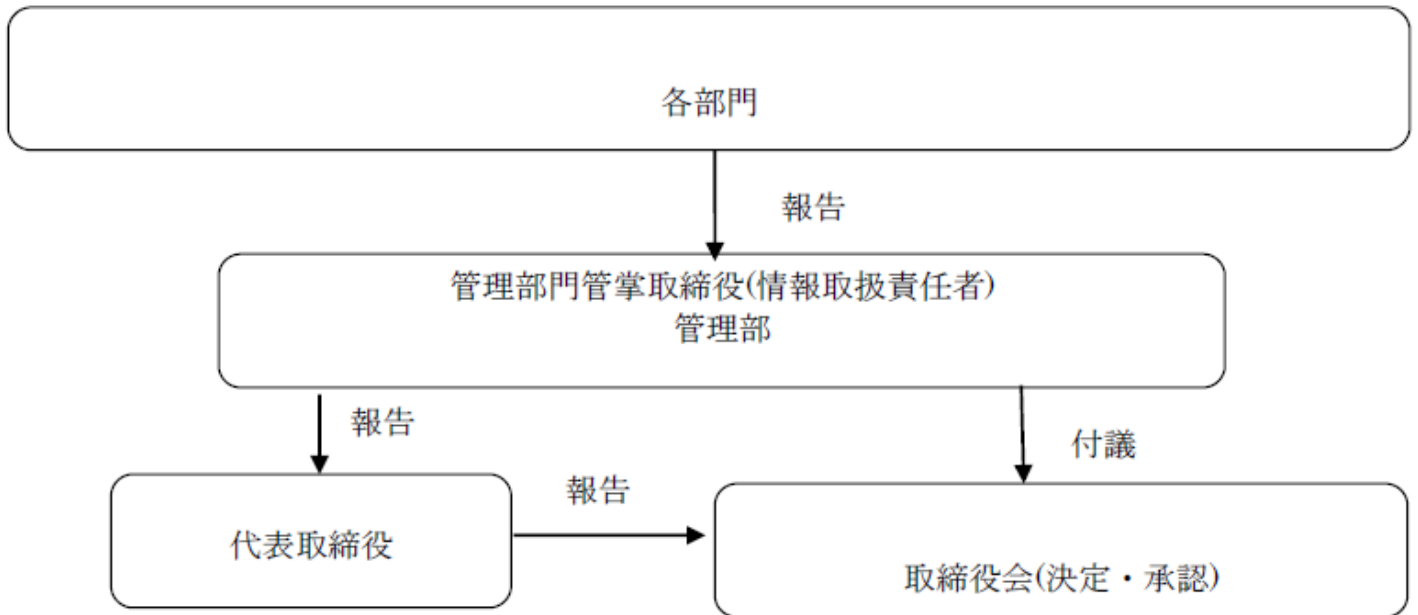 各部門
報告
管理部門管掌取締役(情報取扱責任者)
管理部
報告
付議
報告
代表取締役
取締役会(決定・承認)